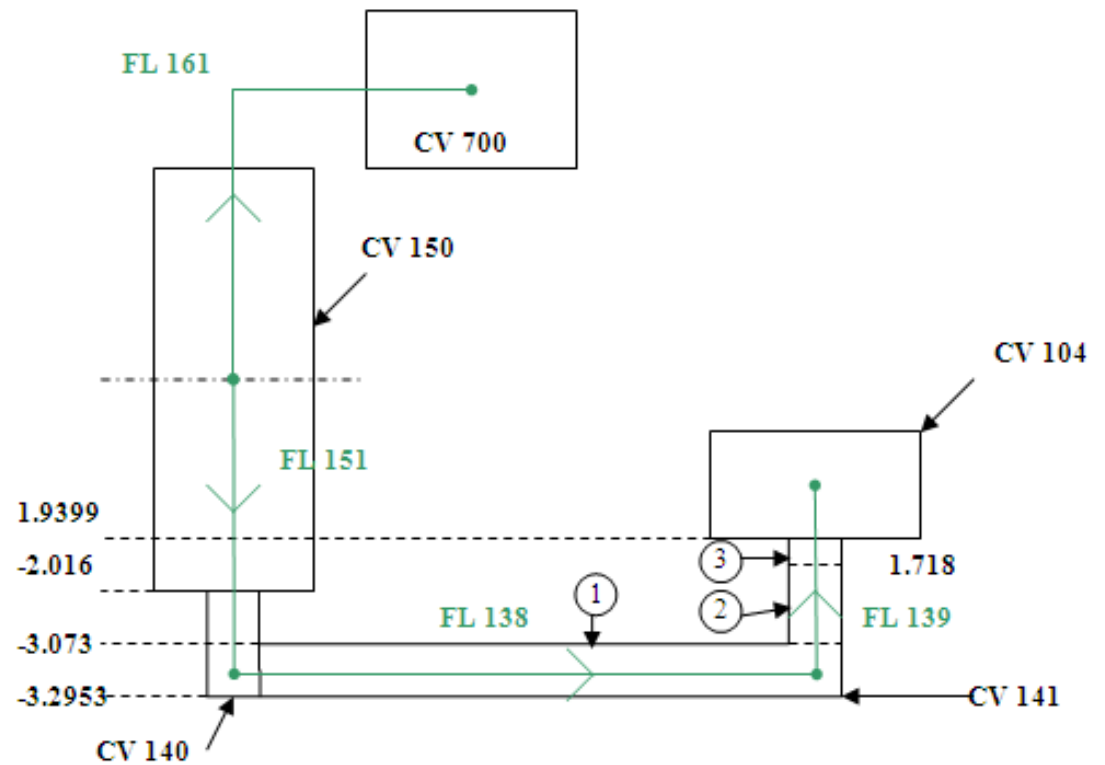 FL 161
CV 700
CV 150
CV 104
FL 151
1.9399
-2.016
3
1.718
1
2
FL 138
FL 139
-3.073
-3.2953
CV 141
CV 140